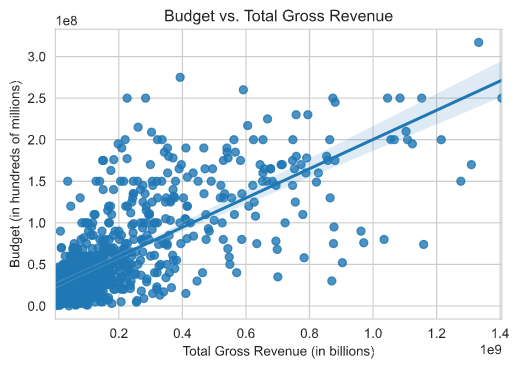 Budget vs. Total Gross Revenue
1e8
3.0
2.5
2.0
1.5
1.0
0.5
0.0
Budget (in hundreds of millions)
0.2 0.4 0.6 0.8 1.0 1.2 1.4
Total Gross Revenue (in billions) 1e9